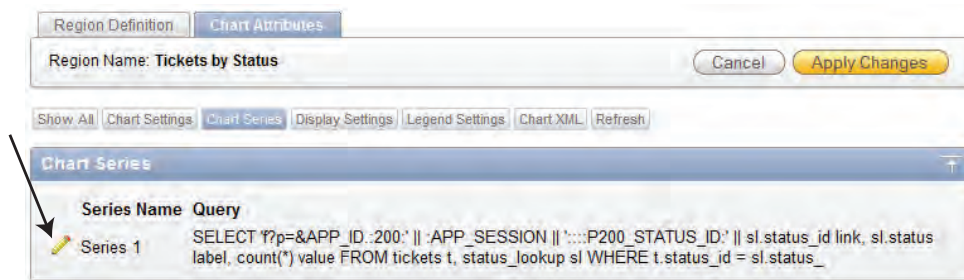 Region Definition Chart Attributes
Region Name: Tickets by Status Cancel Apply Changes
Show All Chart Settings Chart Series Display Settings Legend Settings Chart XML Refresh
Chart Series
Series Name Query
Series 1 SELECT 'f?p=&APP_ID.:200:' || :APP_SESSION || '::::P200_STATUS_ID:' || sl.status_id link, sl.status
label, count(*) value FROM tickets t, status_lookup sl WHERE t.status_id = sl.status_